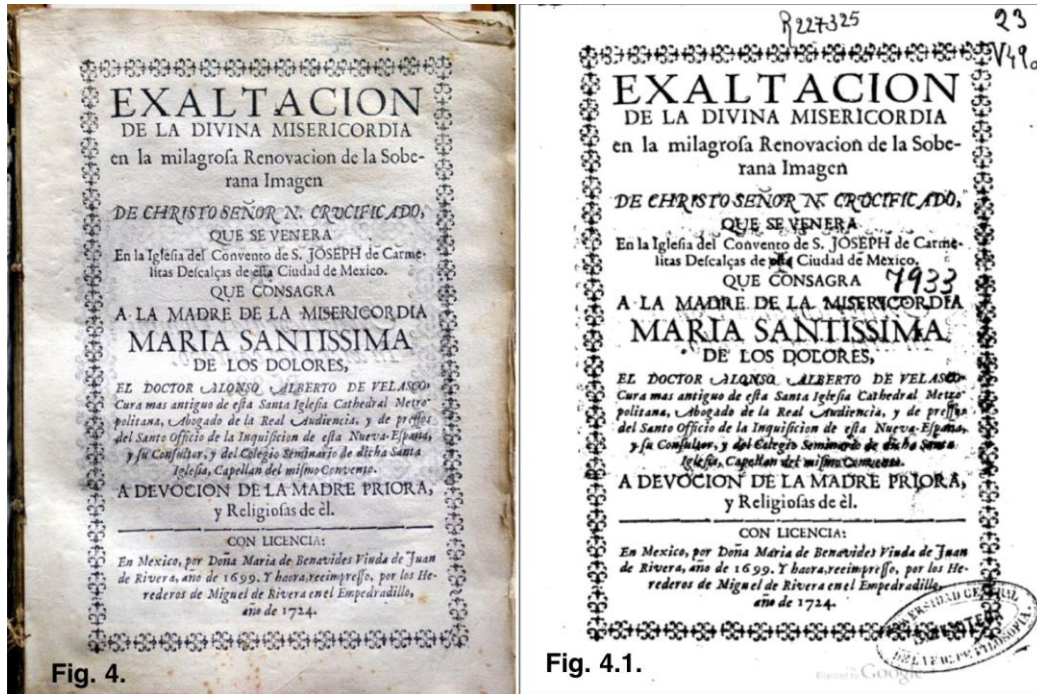 EXALTACION
DE LA DIVINA MISERICORDIA
en la milagroſa Renovacion de la Sobe-
rana Imagen
DE CHRISTO SEÑOR N. CRUCIFICADO,
QUE SE VENERA
En la Igleſia del Convento de S. JOSEPH de Carme-
litas Deſcalças de eſta Ciudad de Mexico.
QUE CONSAGRA
A LA MADRE DE LA MISERICORDIA
MARIA SANTISSIMA
DE LOS DOLORES,
EL DOCTOR ALONSO ALBERTO DE VELASCO
Cura mas antiguo de eſta Santa Igleſia Cathedral Metro-
politana, Abogado de la Real Audiencia, y de preſſos
del Santo Officio de la Inquiſicion de eſta Nueva-Eſpaña,
y ſu Conſultor, y del Colegio Seminario de dicha Santa
Igleſia, Capellan del miſmo Convento.
A DEVOCION DE LA MADRE PRIORA,
y Religioſas de èl.
CON LICENCIA:
En Mexico, por Doña Maria de Benavides Viuda de Juan
de Rivera, año de 1699. Y haora, reeimpreſſo, por los He-
rederos de Miguel de Rivera en el Empedradillo,
año de 1724.
Fig. 4.
R 227325
23
EXALTACION
DE LA DIVINA MISERICORDIA
en la milagroſa Renovacion de la Sobe-
rana Imagen
DE CHRISTO SEÑOR N. CRUCIFICADO,
QUE SE VENERA
En la Igleſia del Convento de S. JOSEPH de Carme-
litas Deſcalças de Ciudad de Mexico.
QUE CONSAGRA 7933
A LA MADRE DE LA MISERICORDIA
MARIA SANTISSIMA
DE LOS DOLORES,
EL DOCTOR ALONSO ALBERTO DE VELASCO
Cura mas antiguo de eſta Santa Igleſia Cathedral Metro-
politana, Abogado de la Real Audiencia, y de preſſos
del Santo Officio de la Inquiſicion de eſta Nueva-Eſpaña,
y ſu Conſultor, y del Colegio Seminario de dicha Santa
Igleſia, Capellan del miſmo Convento.
A DEVOCION DE LA MADRE PRIORA,
y Religioſas de èl.
CON LICENCIA:
En Mexico, por Doña Maria de Benavides Viuda de Juan
de Rivera, año de 1699. Y haora, reeimpreſſo, por los He-
rederos de Miguel de Rivera en el Empedradillo,
año de 1724.
Fig. 4.1.
Google